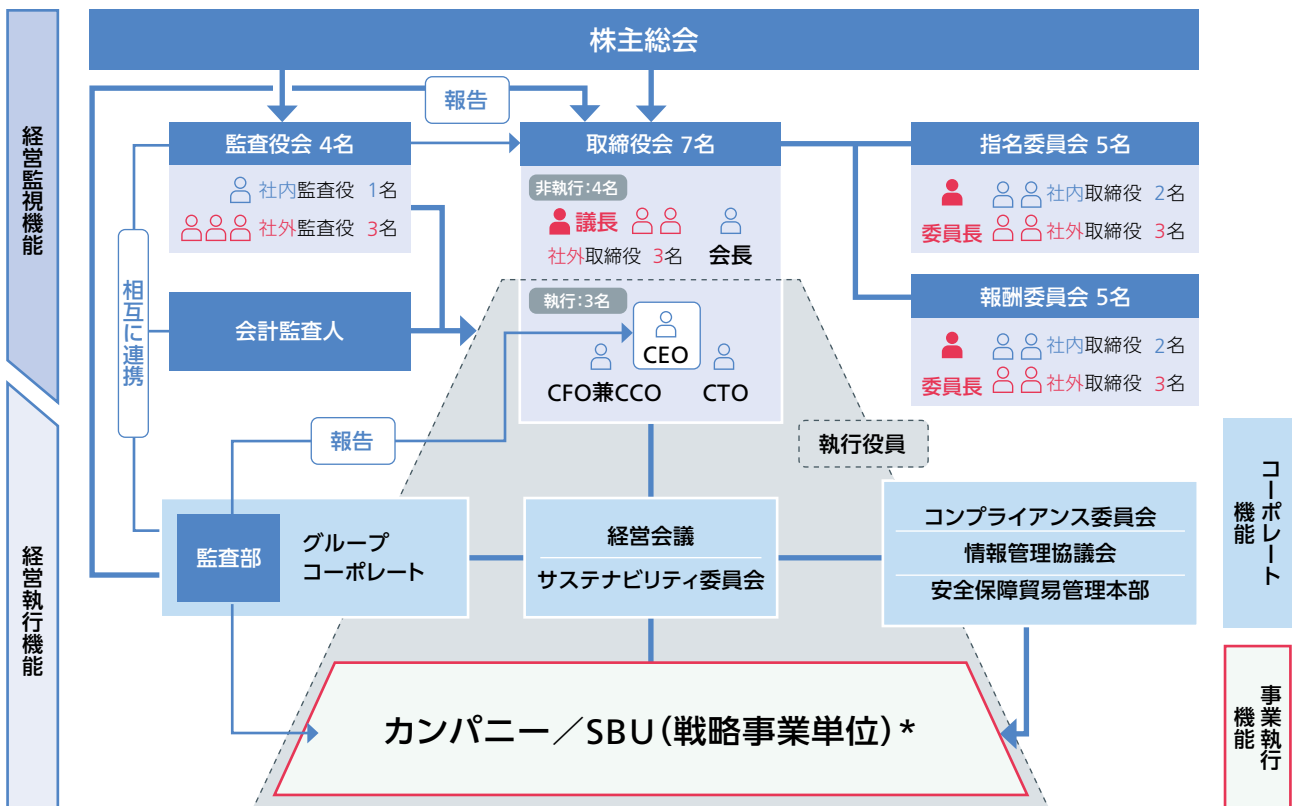 株主総会
経営監視機能
報告
監査役会 4名
社内監査役 1名
社外監査役 3名
取締役会 7名
非執行:4名
議長
社外取締役 3名
会長
指名委員会 5名
委員長
社内取締役 2名
社外取締役 3名
相互に連携
会計監査人
執行:3名
CEO
CFO兼CCO
CTO
報酬委員会 5名
委員長
社内取締役 2名
社外取締役 3名
経営執行機能
報告
執行役員
監査部
グループ
コーポレート
経営会議
サステナビリティ委員会
コンプライアンス委員会
情報管理協議会
安全保障貿易管理本部
コーポレート
機能
カンパニー／SBU（戦略事業単位）*
事業執行
機能